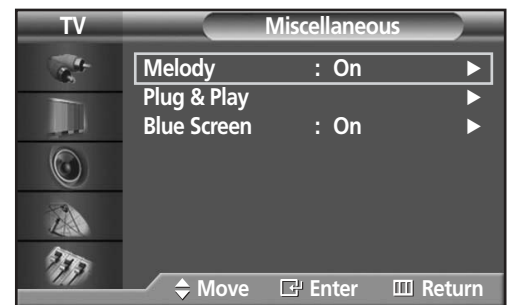 TV Miscellaneous
Melody : On ►
Plug & Play ►
Blue Screen : On ►
Move Enter Return